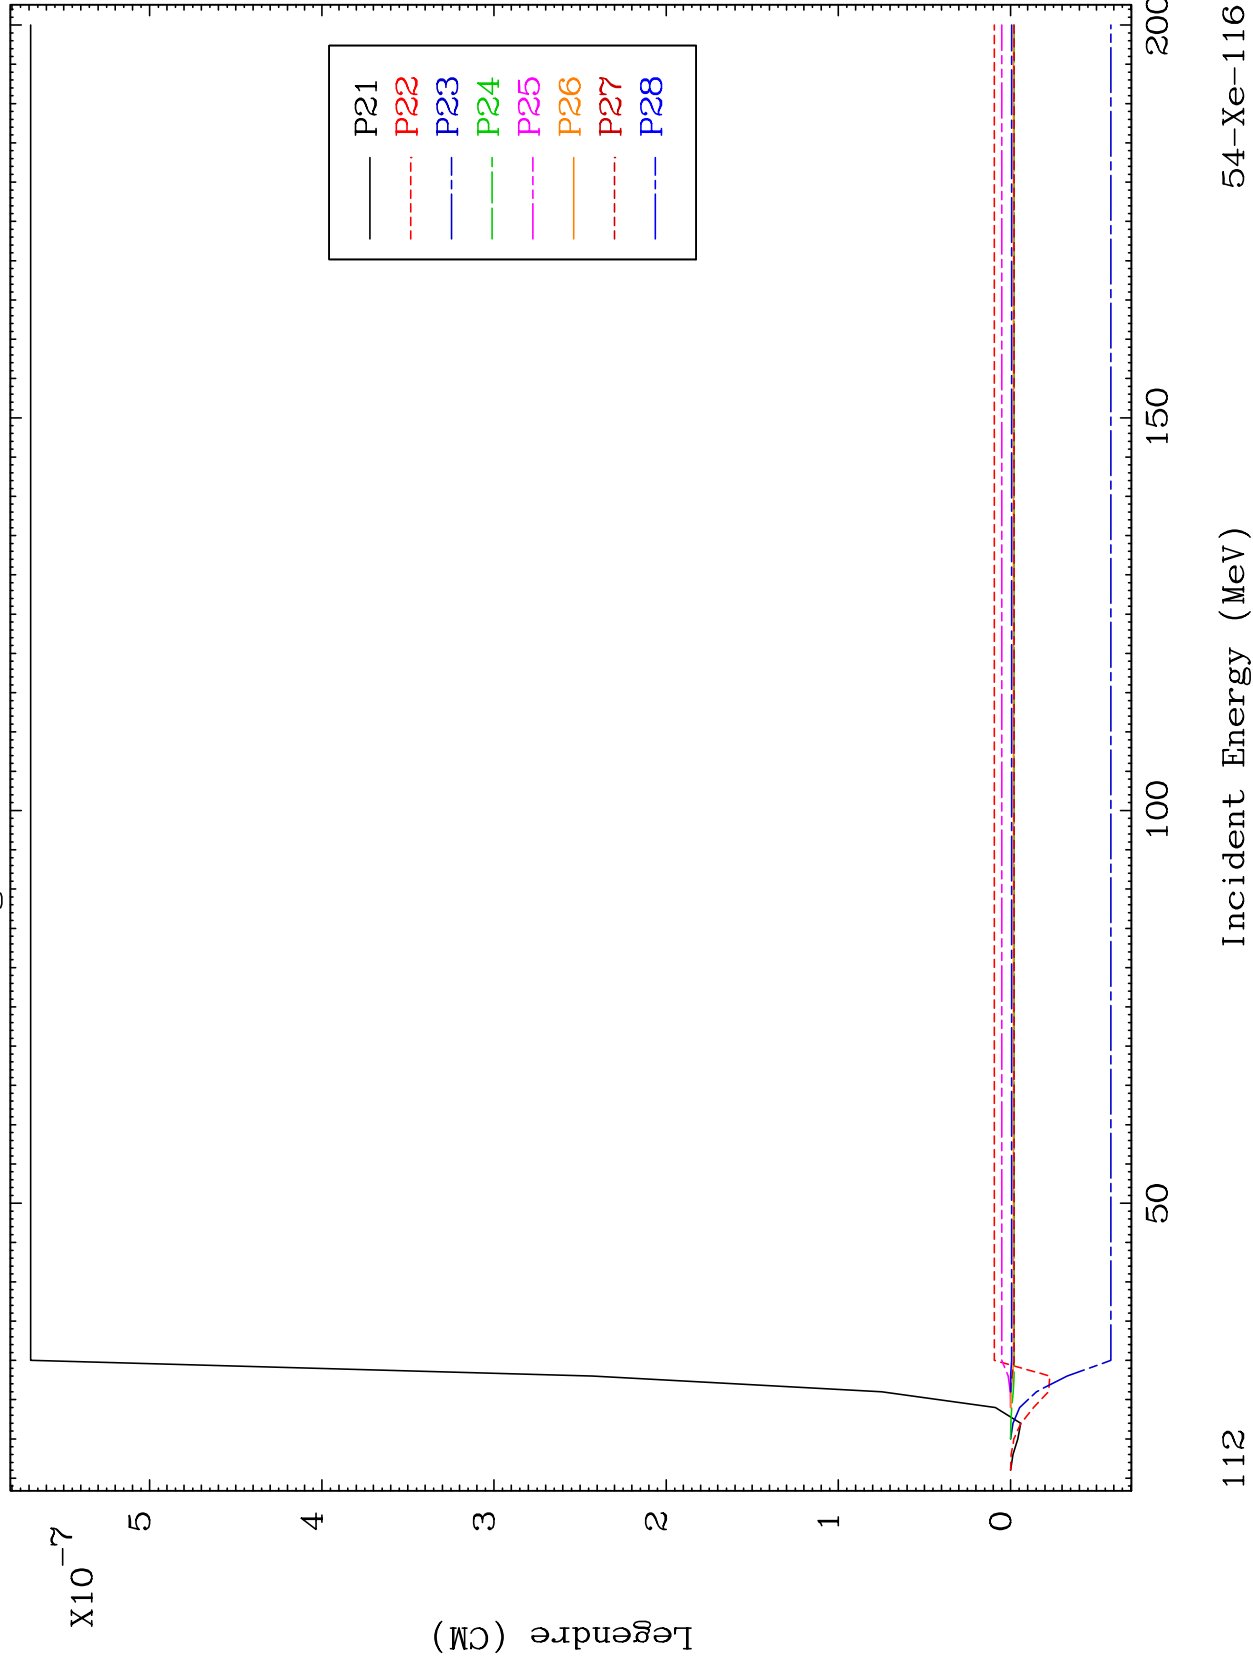 X10-7
Legendre (CM)
5
4
3
2
1
0
P21
P22
P23
P24
P25
P26
P27
P28
50
100
150
200
Incident Energy (MeV)
112
54-Xe-116